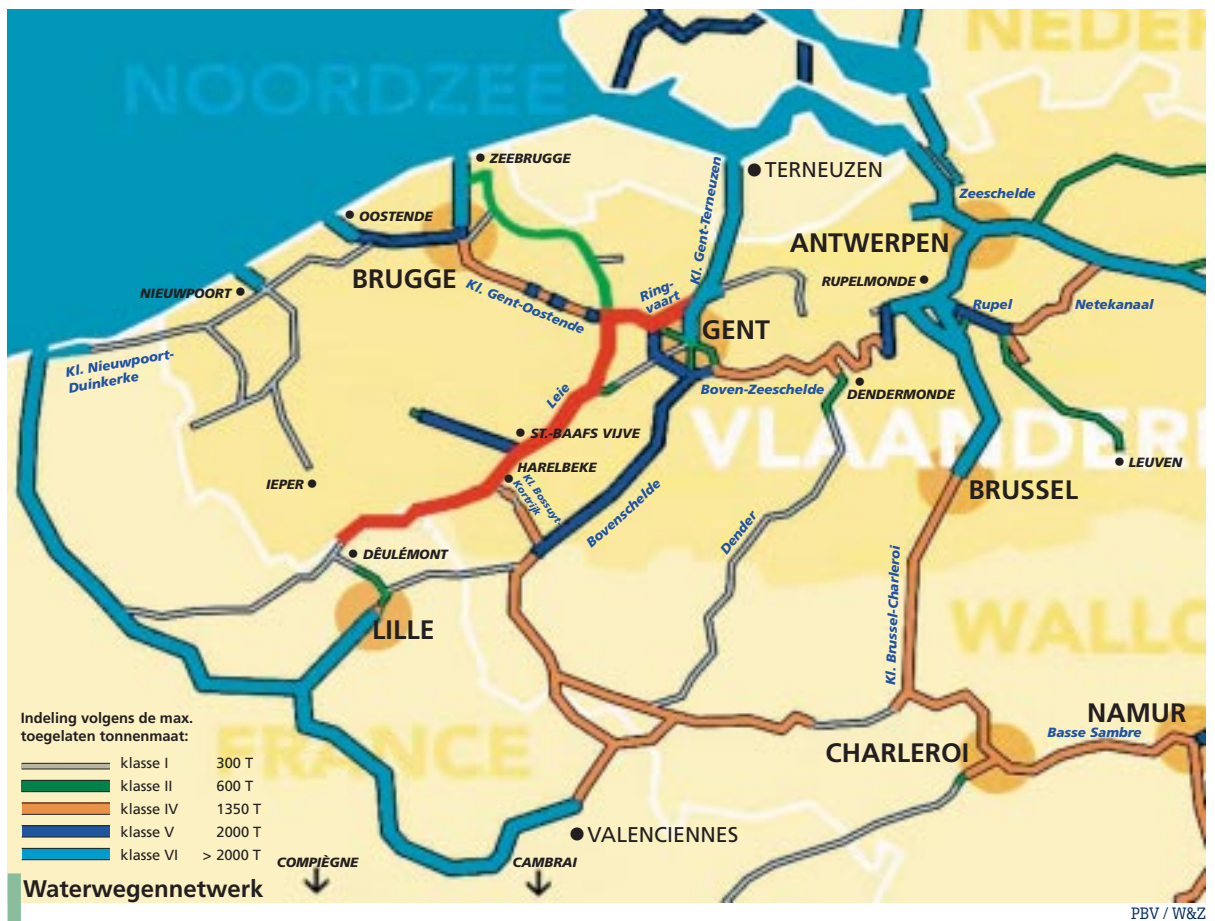 NEDER
NOORDZEE
ZEEBRUGGE
TERNEUZEN
Kl. Gent-Terneuzen
Zeeschelde
OOSTENDE
ANTWERPEN
BRUGGE
RUPELMONDE
NIEUWPOORT
Kl. Gent-Oostende
Ring-
vaart
Rupel
Netekanaal
GENT
Kl. Nieuwpoort-
Duinkerke
Leie
Boven-Zeeschelde
DENDERMONDE
ST.-BAAFS VIJVE
VLAANDEREN
LEUVEN
HARELBEKE
IEPER
Kl. Bossuyt-
Kortrijk
BRUSSEL
Bovenschelde
Dender
DÊULÉMONT
LILLE
Kl. Brussel-Charleroi
WALLO
FRANCE
NAMUR
Basse Sambre
CHARLEROI
Indeling volgens de max.
toegelaten tonnenmaat:
klasse I 300 T
klasse II 600 T
klasse IV 1350 T
klasse V 2000 T
klasse VI > 2000 T
VALENCIENNES
COMPIÈGNE
CAMBRAI
Waterwegennetwerk
PBV / W&Z